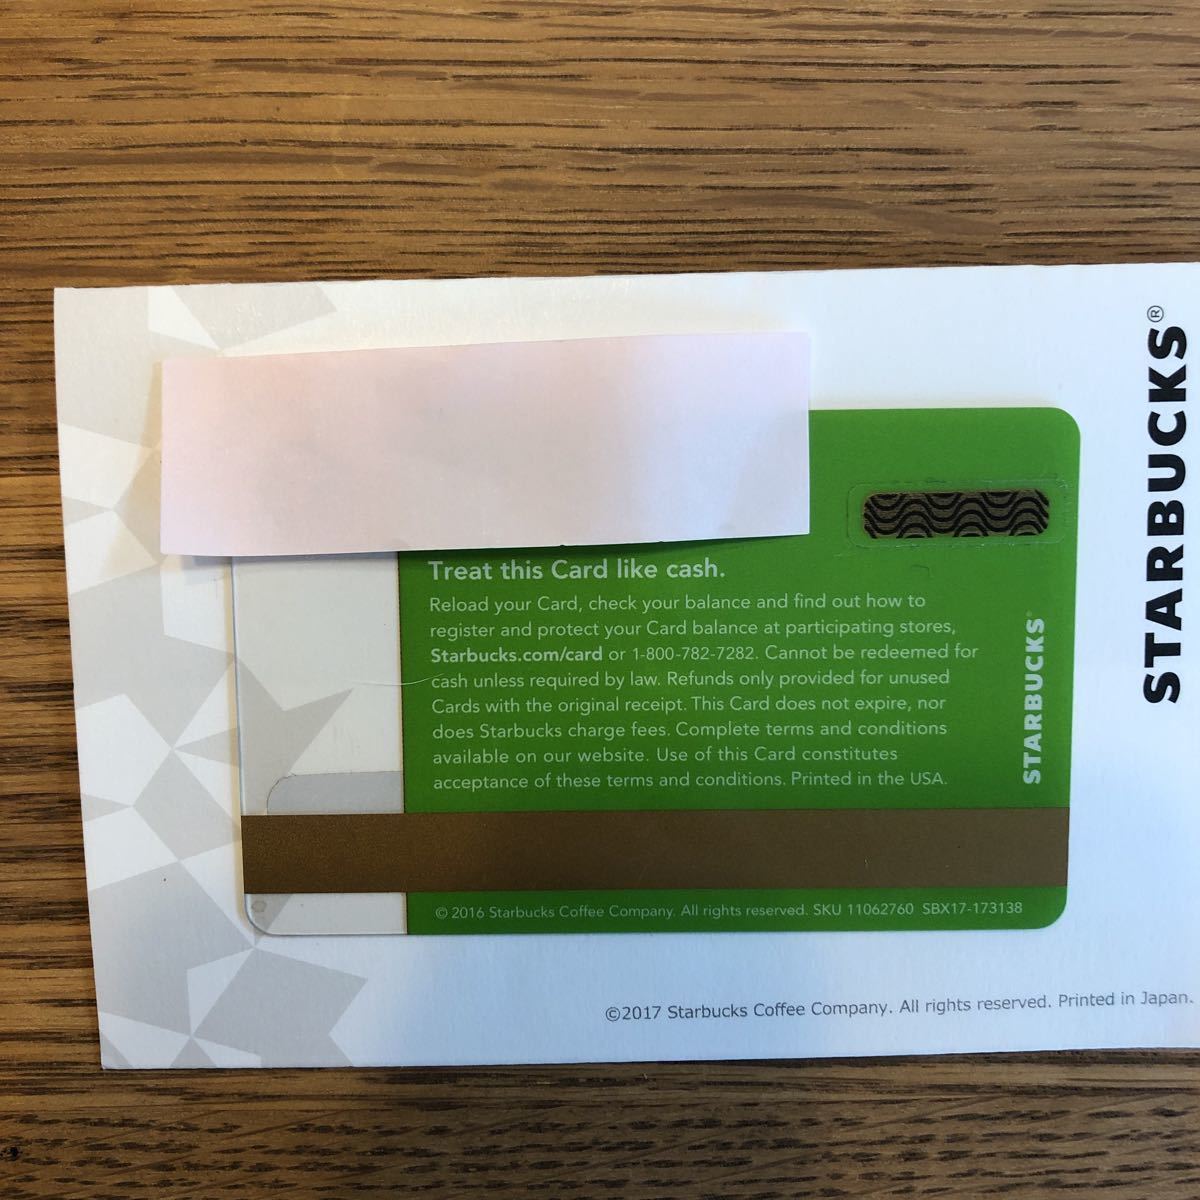 STARBUCKS®
Treat this Card like cash.
Reload your Card, check your balance and find out how to
register and protect your Card balance at participating stores,
Starbucks.com/card or 1-800-782-7282. Cannot be redeemed for
cash unless required by law. Refunds only provided for unused
Cards with the original receipt. This Card does not expire, nor
does Starbucks charge fees. Complete terms and conditions
available on our website. Use of this Card constitutes
acceptance of these terms and conditions. Printed in the USA.
STARBUCKS
© 2016 Starbucks Coffee Company. All rights reserved. SKU 11062760 SBX17-173138
©2017 Starbucks Coffee Company. All rights reserved. Printed in Japan.